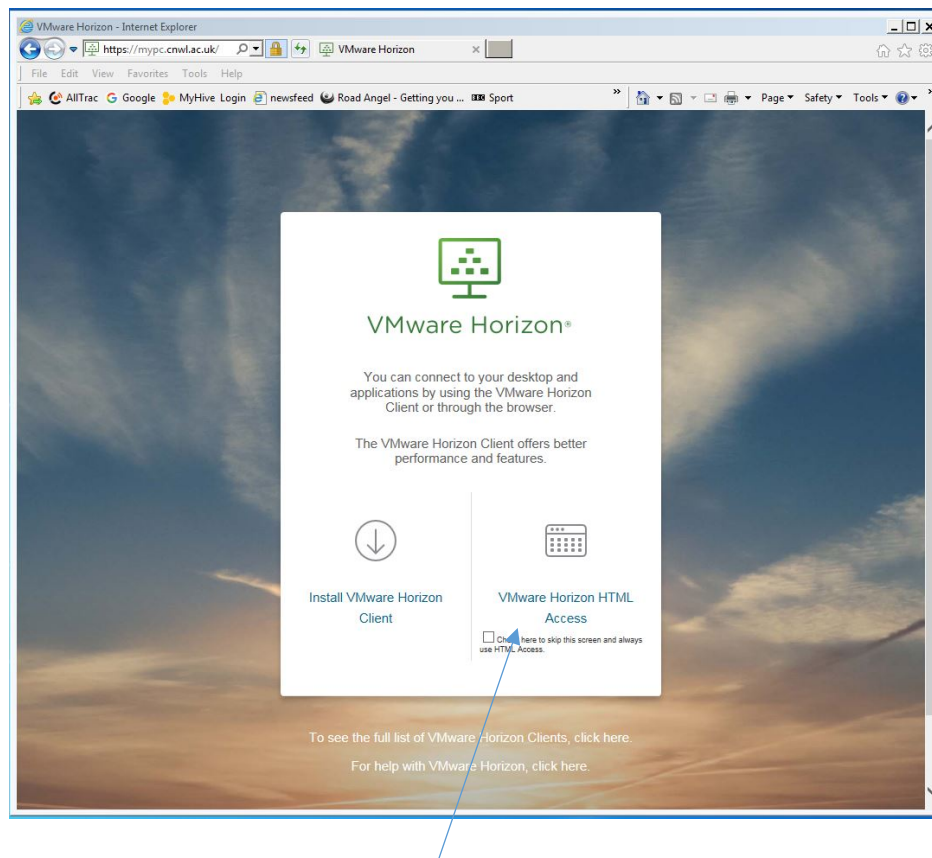 VMware Horizon - Internet Explorer
https://mypc.cnwl.ac.uk/ VMware Horizon
File Edit View Favorites Tools Help
AllTrac Google MyHive Login newsfeed Road Angel - Getting you ... BBC Sport » Page Safety Tools »
VMware Horizon®
You can connect to your desktop and
applications by using the VMware Horizon
Client or through the browser.
The VMware Horizon Client offers better
performance and features.
Install VMware Horizon
Client
VMware Horizon HTML
Access
Check here to skip this screen and always
use HTML Access.
To see the full list of VMware Horizon Clients, click here.
For help with VMware Horizon, click here.